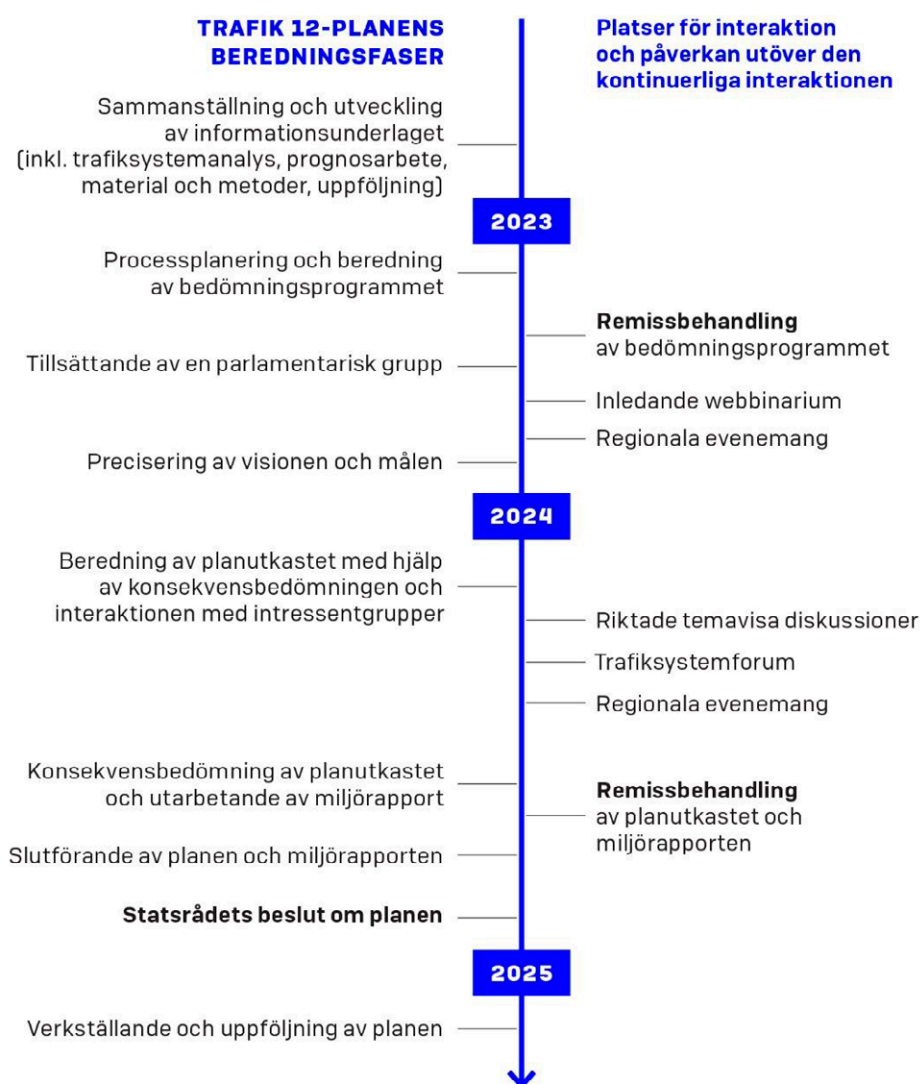 TRAFIK 12-PLANENS
BEREDNINGSFASER
Platser för interaktion
och påverkan utöver den
kontinuerliga interaktionen
Sammanställning och utveckling
av informationsunderlaget
(inkl. trafiksystemanalys, prognosarbete,
material och metoder, uppföljning)
2023
Processplanering och beredning
av bedömningsprogrammet
Remissbehandling
av bedömningsprogrammet
Tillsättande av en parlamentarisk grupp
Inledande webbinarium
Regionala evenemang
Precisering av visionen och målen
2024
Beredning av planutkastet med hjälp
av konsekvensbedömningen och
interaktionen med intressentgrupper
Riktade temavisa diskussioner
Trafiksystemforum
Regionala evenemang
Konsekvensbedömning av planutkastet
och utarbetande av miljörapport
Remissbehandling
av planutkastet och
miljörapporten
Slutförande av planen och miljörapporten
Statsrådets beslut om planen
2025
Verkställande och uppföljning av planen